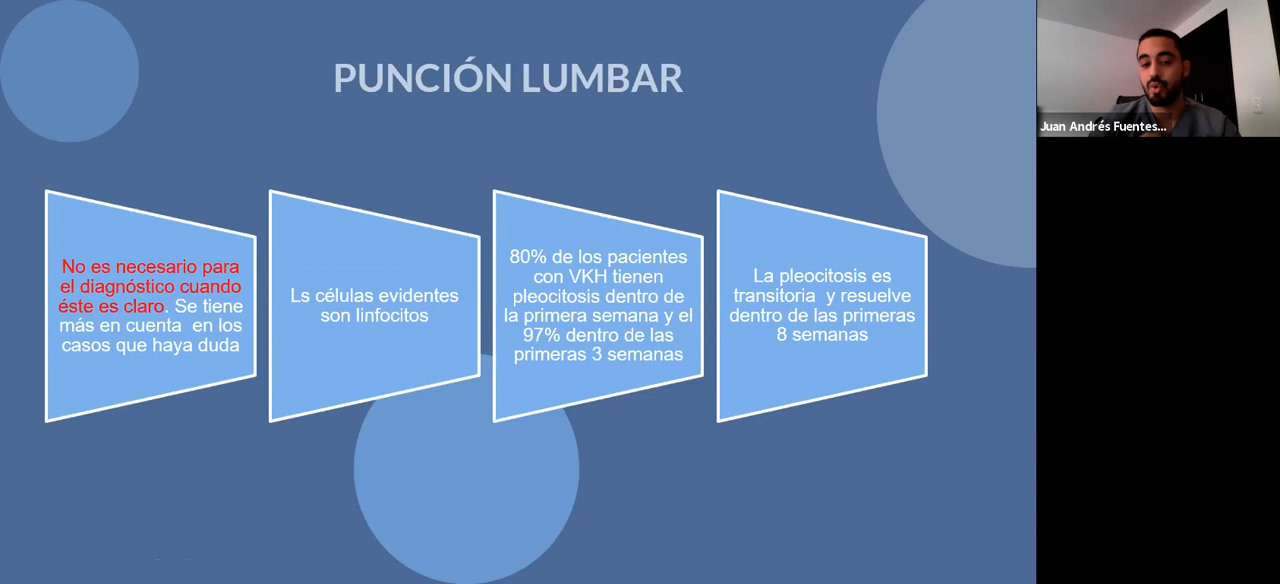 PUNCIÓN LUMBAR
No es necesario para
el diagnóstico cuando
éste es claro. Se tiene
más en cuenta  en los
casos que haya duda
Ls células evidentes
son linfocitos
80% de los pacientes
con VKH tienen
pleocitosis dentro de
la primera semana y el
97% dentro de las
primeras 3 semanas
La pleocitosis es
transitoria  y resuelve
dentro de las primeras
8 semanas
Juan Andrés Fuentes...